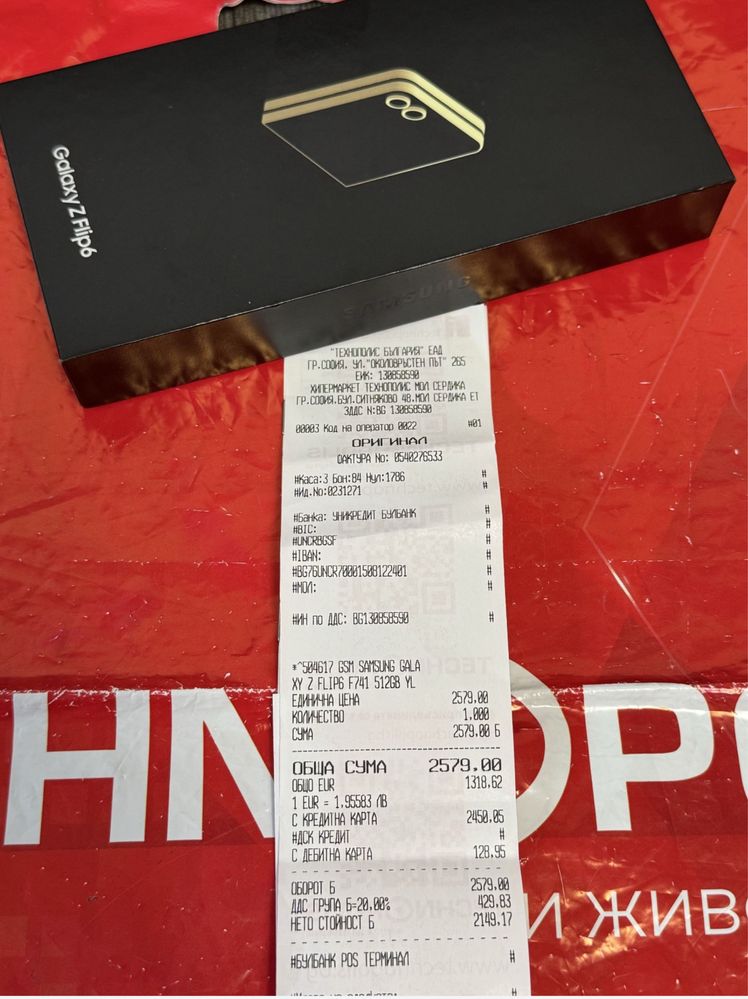 Galaxy Z Flip6
SAMSUNG
"ТЕХНОПОЛИС БЪЛГАРИЯ" ЕАД
ГР.СОФИЯ, УЛ."ОКОЛОВРЪСТЕН ПЪТ" 265
ЕИК: 130858590
ХИПЕРМАРКЕТ ТЕХНОПОЛИС МОЛ СЕРДИКА
ГР.СОФИЯ.БУЛ.СИТНЯКОВО 48.МОЛ СЕРДИКА ЕТ
ЗДДС N:BG 130858590
00003 Код на оператор 0022 #01
ОРИГИНАЛ
ФАКТУРА No: 0540276533
#Каса:3 Бон:84 Нул:1786 #
#Ид.No:0231271 #
#Банка: УНИКРЕДИТ БУЛБАНК #
#BIC: #
#UNCRBGSF #
#IBAN: #
#BG76UNCR70001508122401 #
#МОЛ: #
#ИН по ДДС: BG130858590 #
*^504617 GSM SAMSUNG GALA
XY Z FLIP6 F741 512GB YL
ЕДИНИЧНА ЦЕНА 2579.00
КОЛИЧЕСТВО 1.000
СУМА 2579.00 Б
ОБЩА СУМА 2579.00
ОБЩО EUR 1318.62
1 EUR = 1.95583 ЛВ
С КРЕДИТНА КАРТА 2450.05
#ДСК КРЕДИТ #
С ДЕБИТНА КАРТА 128.95
ОБОРОТ Б 2579.00
ДДС ГРУПА Б=20.00% 429.83
НЕТО СТОЙНОСТ Б 2149.17
#БУЛБАНК POS ТЕРМИНАЛ #
HN
PO
И ЖИВО